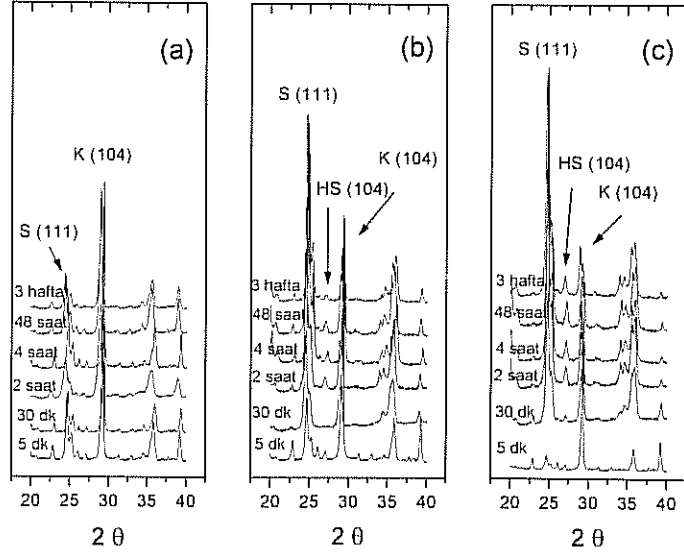 (a)
K (104)
S (111)
3 hafta
48 saat
4 saat
2 saat
30 dk
5 dk
20 25 30 35 40
2 θ
(b)
S (111)
K (104)
HS (104)
3 hafta
48 saat
4 saat
2 saat
30 dk
5 dk
20 25 30 35 40
2 θ
(c)
S (111)
HS (104)
K (104)
3 hafta
48 saat
4 saat
2 saat
30 dk
5 dk
20 25 30 35 40
2 θ